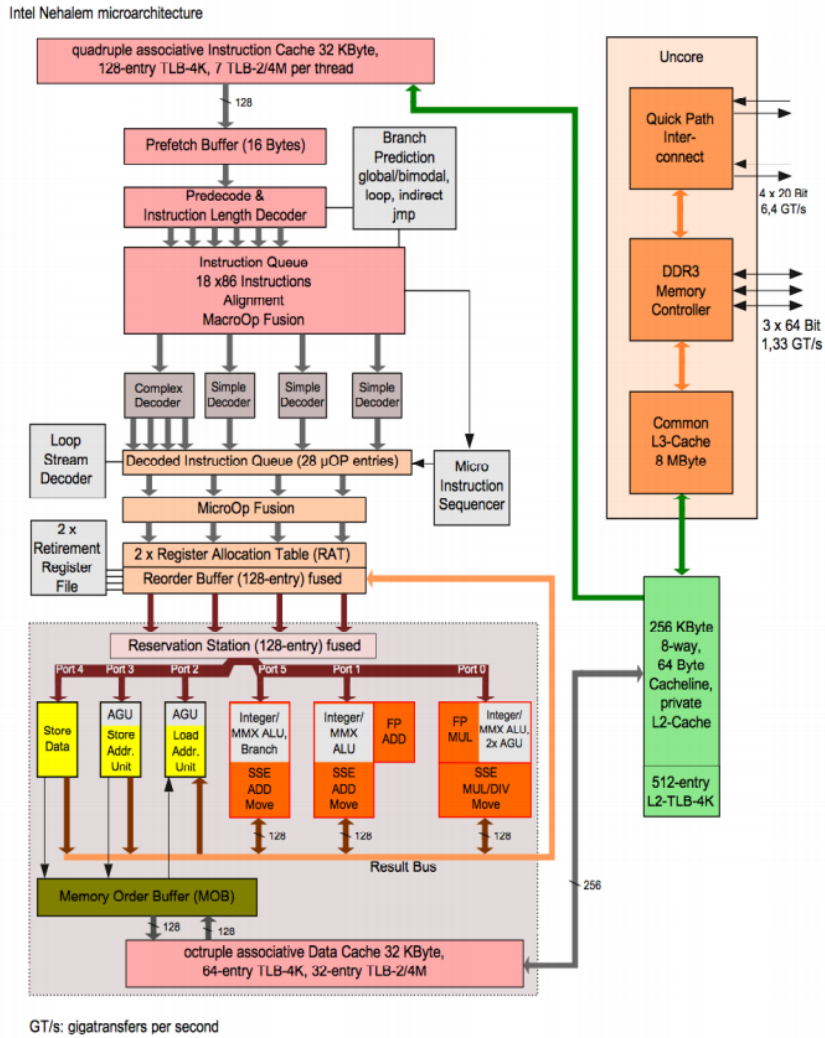 Intel Nehalem microarchitecture
quadruple associative Instruction Cache 32 KByte,
128-entry TLB-4K, 7 TLB-2/4M per thread
128
Prefetch Buffer (16 Bytes)
Branch
Prediction
global/bimodal,
loop, indirect
jmp
Predecode &
Instruction Length Decoder
Instruction Queue
18 x86 Instructions
Alignment
MacroOp Fusion
Complex
Decoder
Simple
Decoder
Simple
Decoder
Simple
Decoder
Loop
Stream
Decoder
Decoded Instruction Queue (28 µOP entries)
Micro
Instruction
Sequencer
MicroOp Fusion
2 x
Retirement
Register
File
2 x Register Allocation Table (RAT)
Reorder Buffer (128-entry) fused
Reservation Station (128-entry) fused
Port 4
Port 3
Port 2
Port 5
Port 1
Port 0
Store
Data
AGU
Store
Addr.
Unit
AGU
Load
Addr.
Unit
Integer/
MMX ALU,
Branch
SSE
ADD
Move
Integer/
MMX
ALU
FP
ADD
SSE
ADD
Move
FP
MUL
Integer/
MMX ALU,
2x AGU
SSE
MUL/DIV
Move
128
128
128
Result Bus
Memory Order Buffer (MOB)
128
128
octruple associative Data Cache 32 KByte,
64-entry TLB-4K, 32-entry TLB-2/4M
Uncore
Quick Path
Inter-
connect
4 x 20 Bit
6,4 GT/s
DDR3
Memory
Controller
3 x 64 Bit
1,33 GT/s
Common
L3-Cache
8 MByte
256 KByte
8-way,
64 Byte
Cacheline,
private
L2-Cache
512-entry
L2-TLB-4K
256
GT/s: gigatransfers per second